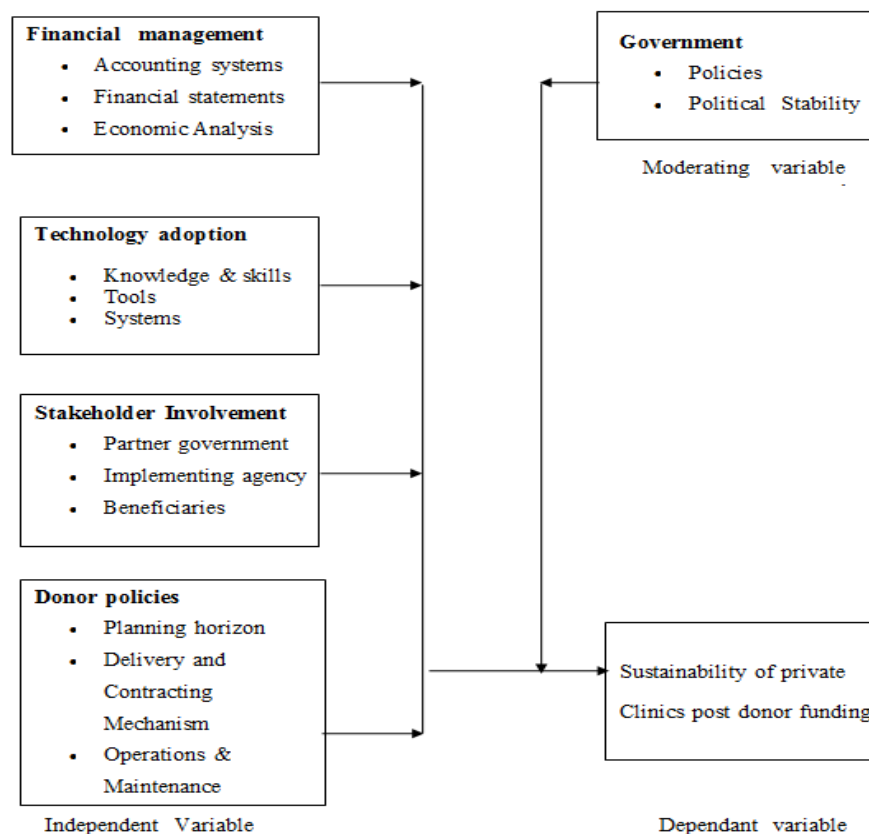 Financial management
• Accounting systems
• Financial statements
• Economic Analysis
Technology adoption
• Knowledge & skills
• Tools
• Systems
Stakeholder Involvement
• Partner government
• Implementing agency
• Beneficiaries
Donor policies
• Planning horizon
• Delivery and
Contracting
Mechanism
• Operations &
Maintenance
Independent Variable
Government
• Policies
• Political Stability
Moderating variable
Sustainability of private
Clinics post donor funding
Dependant variable